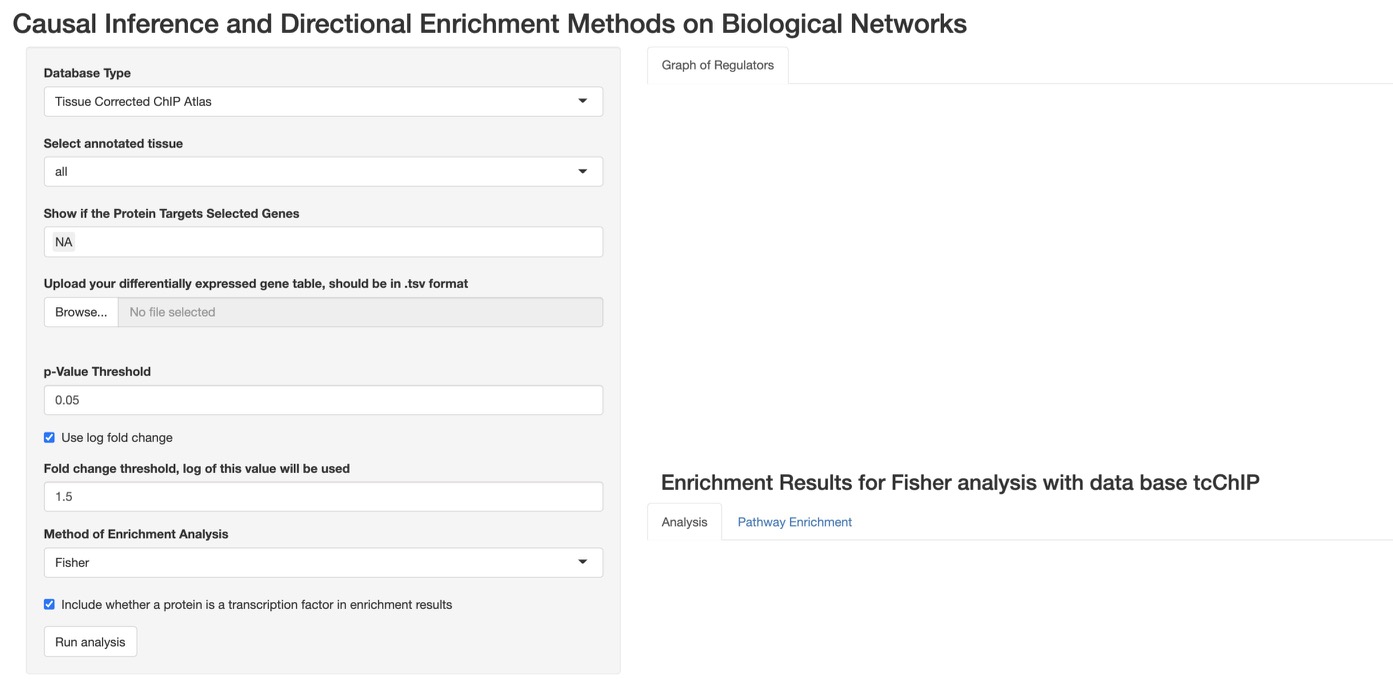 Causal Inference and Directional Enrichment Methods on Biological Networks
Database Type
Tissue Corrected ChIP Atlas
Select annotated tissue
all
Show if the Protein Targets Selected Genes
NA
Upload your differentially expressed gene table, should be in .tsv format
Browse... No file selected
p-Value Threshold
0.05
Use log fold change
Fold change threshold, log of this value will be used
1.5
Method of Enrichment Analysis
Fisher
Include whether a protein is a transcription factor in enrichment results
Run analysis
Graph of Regulators
Enrichment Results for Fisher analysis with data base tcChIP
Analysis Pathway Enrichment